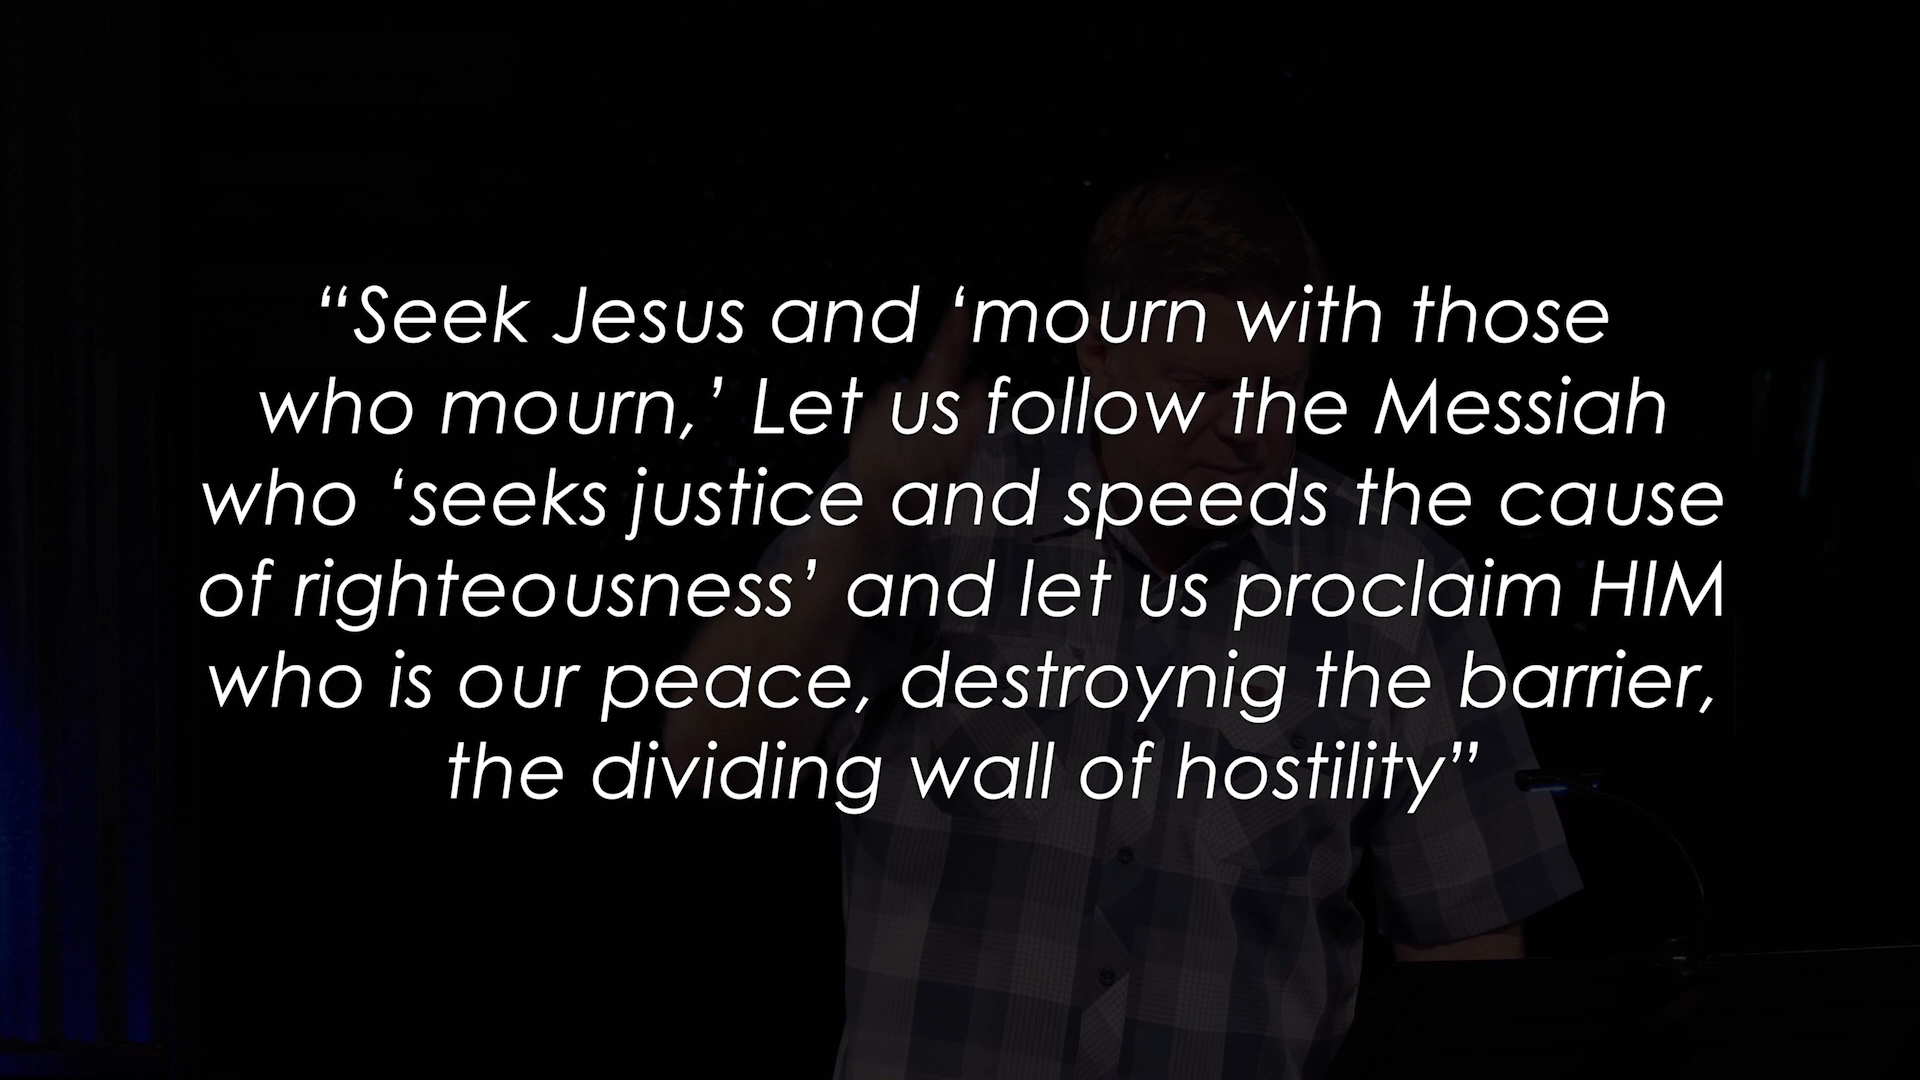 “Seek Jesus and ‘mourn with those
who mourn,’ Let us follow the Messiah
who ‘seeks justice and speeds the cause
of righteousness’ and let us proclaim HIM
who is our peace, destroynig the barrier,
the dividing wall of hostility”